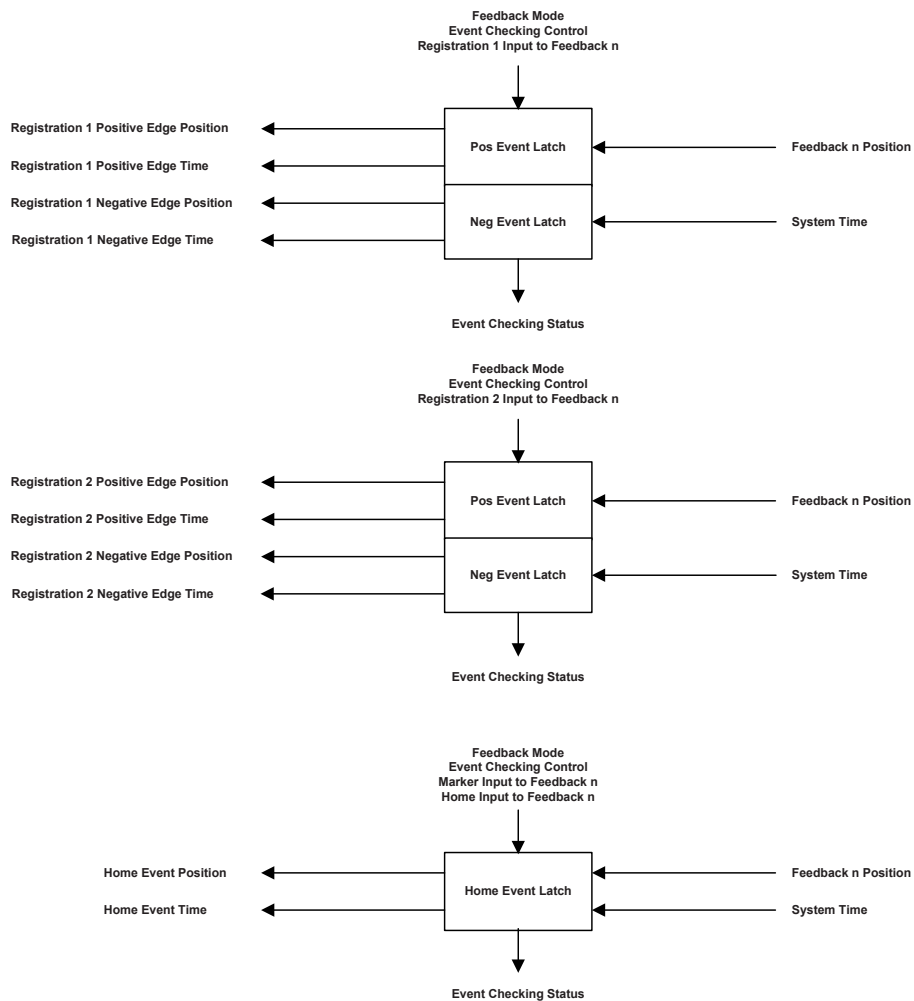 Feedback Mode
Event Checking Control
Registration 1 Input to Feedback n
Registration 1 Positive Edge Position
Pos Event Latch
Feedback n Position
Registration 1 Positive Edge Time
Registration 1 Negative Edge Position
Neg Event Latch
System Time
Registration 1 Negative Edge Time
Event Checking Status
Feedback Mode
Event Checking Control
Registration 2 Input to Feedback n
Registration 2 Positive Edge Position
Pos Event Latch
Feedback n Position
Registration 2 Positive Edge Time
Registration 2 Negative Edge Position
Neg Event Latch
System Time
Registration 2 Negative Edge Time
Event Checking Status
Feedback Mode
Event Checking Control
Marker Input to Feedback n
Home Input to Feedback n
Home Event Position
Home Event Latch
Feedback n Position
Home Event Time
System Time
Event Checking Status